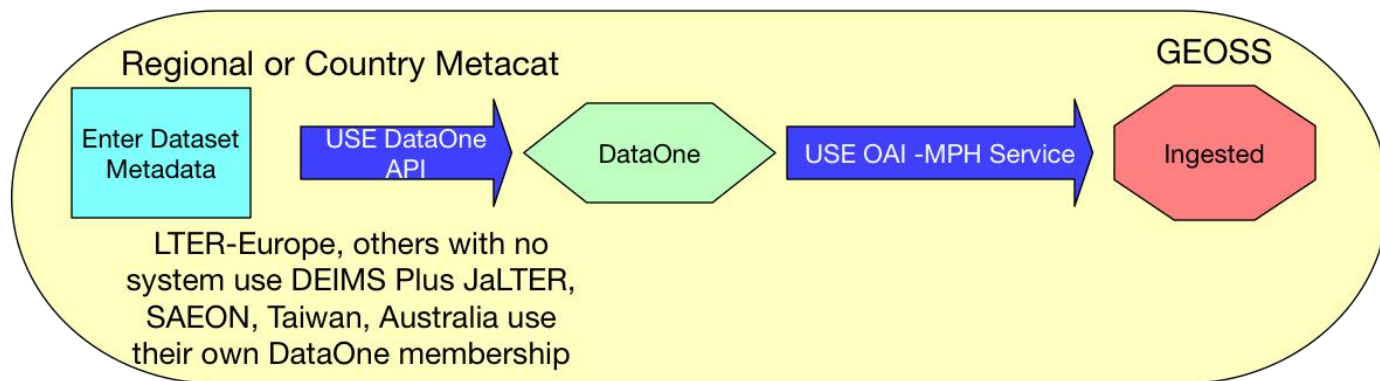 Regional or Country Metacat
GEOSS
Enter Dataset
Metadata
USE DataOne
API
DataOne
USE OAI -MPH Service
Ingested
LTER-Europe, others with no
system use DEIMS Plus JaLTER,
SAEON, Taiwan, Australia use
their own DataOne membership